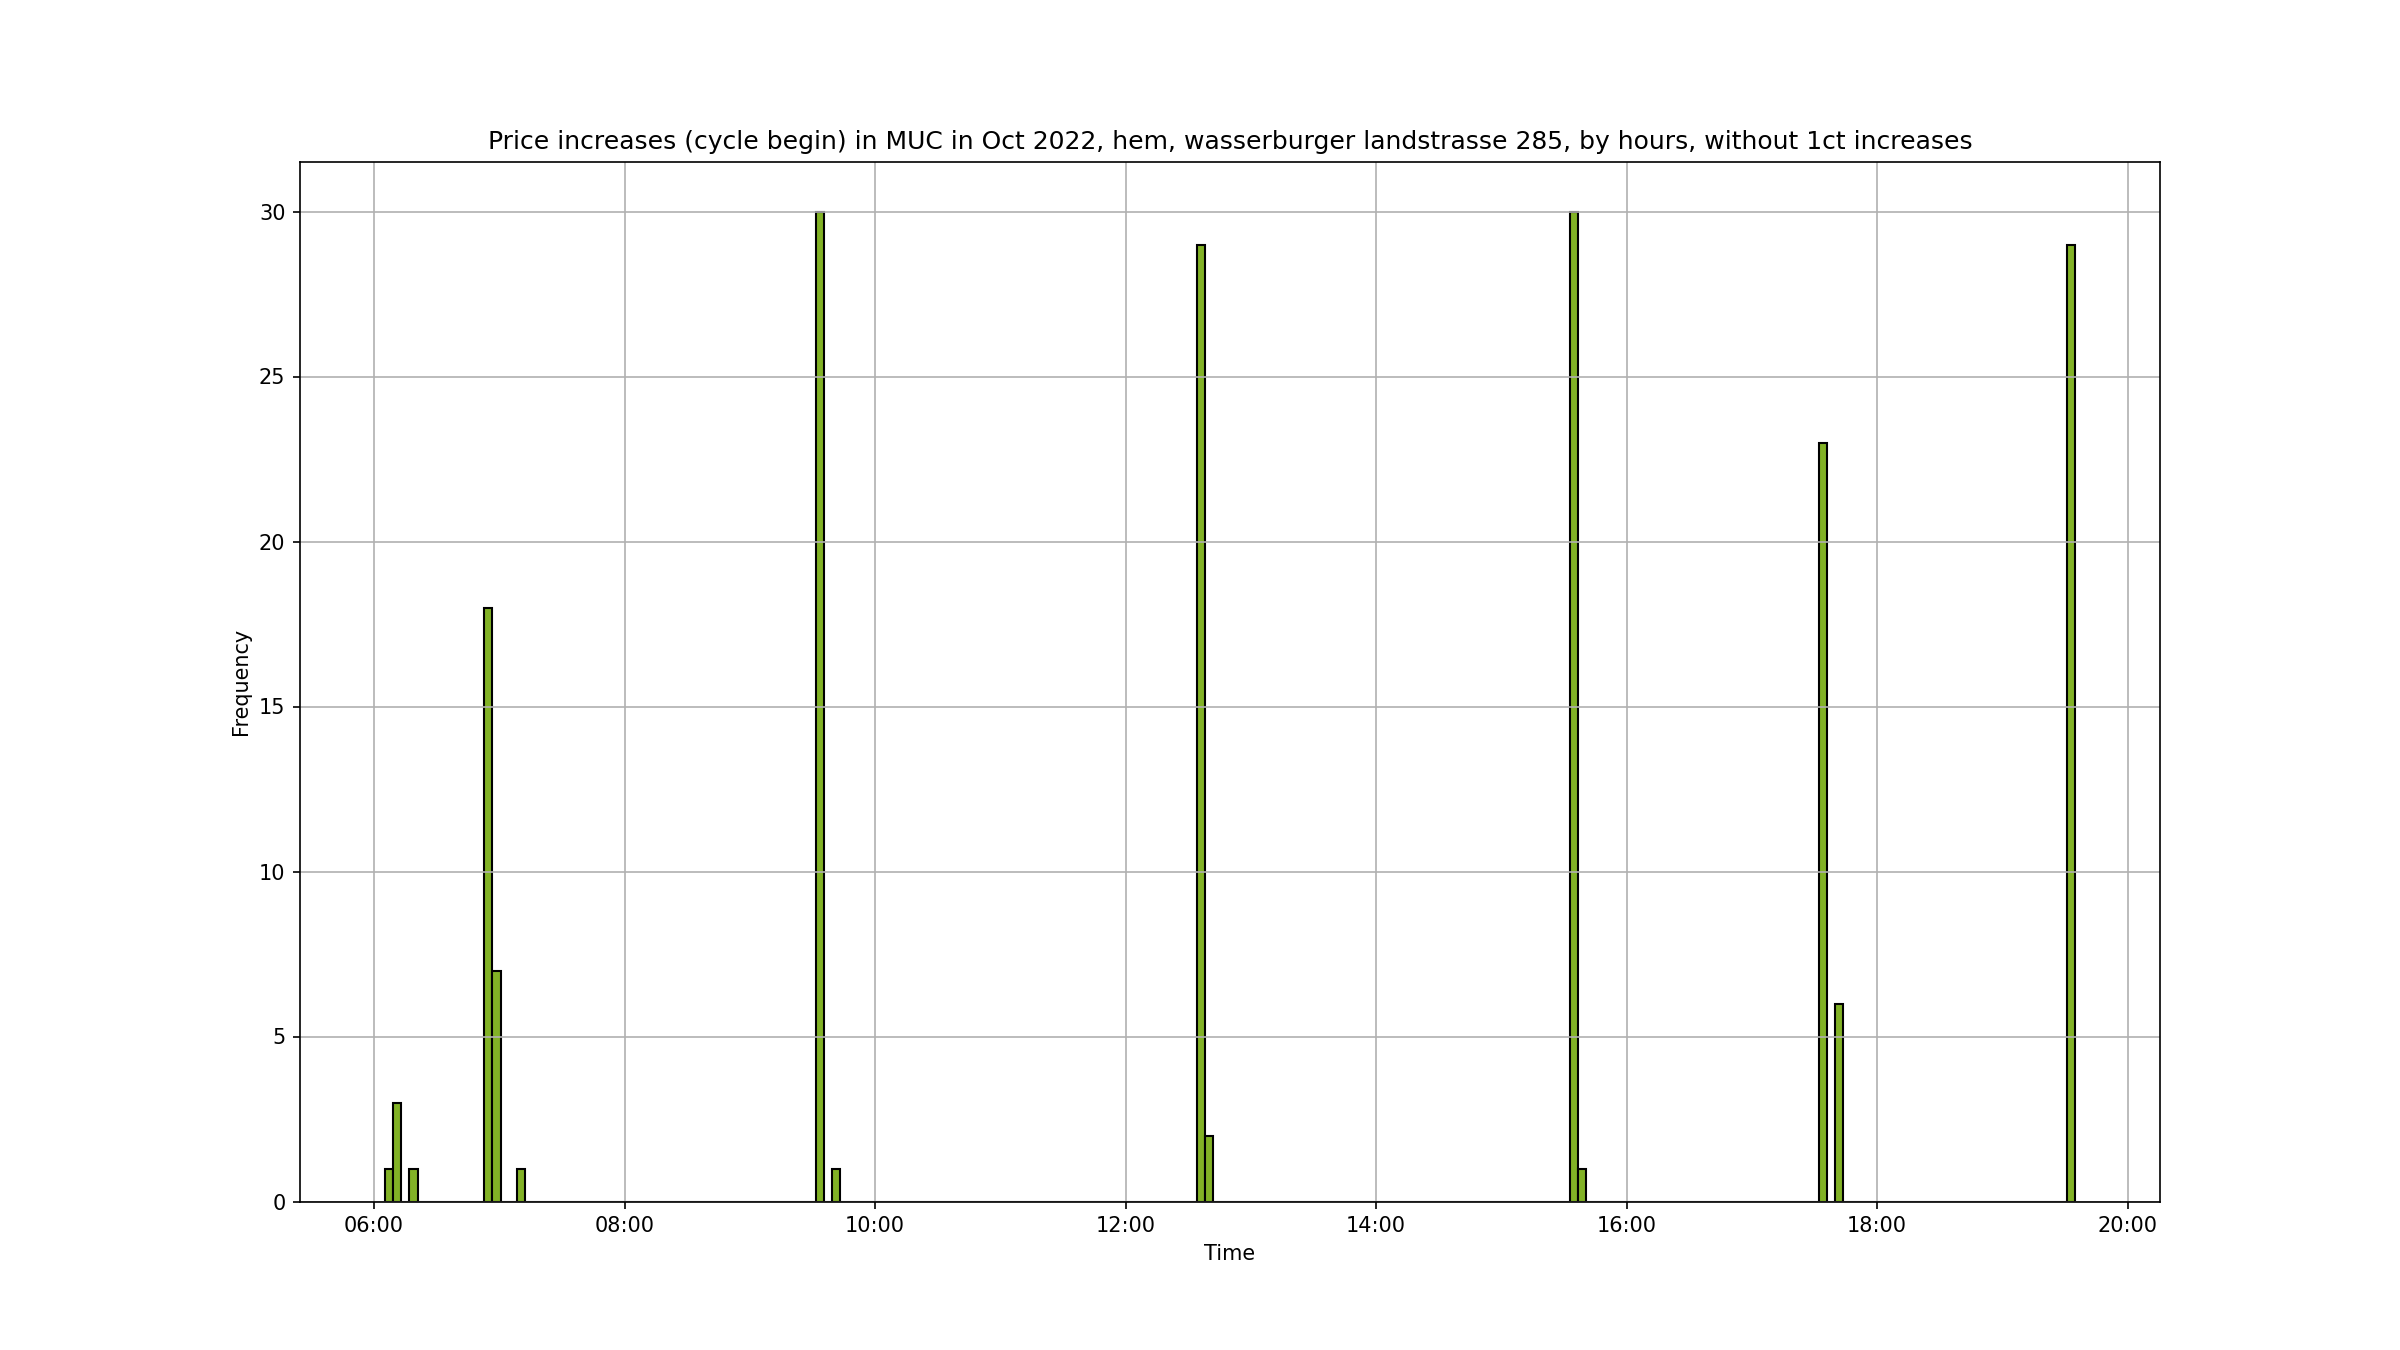 Price increases (cycle begin) in MUC in Oct 2022, hem, wasserburger landstrasse 285, by hours, without 1ct increases
30
25
20
15
10
5
0
Frequency
06:00 08:00 10:00 12:00 14:00 16:00 18:00 20:00
Time